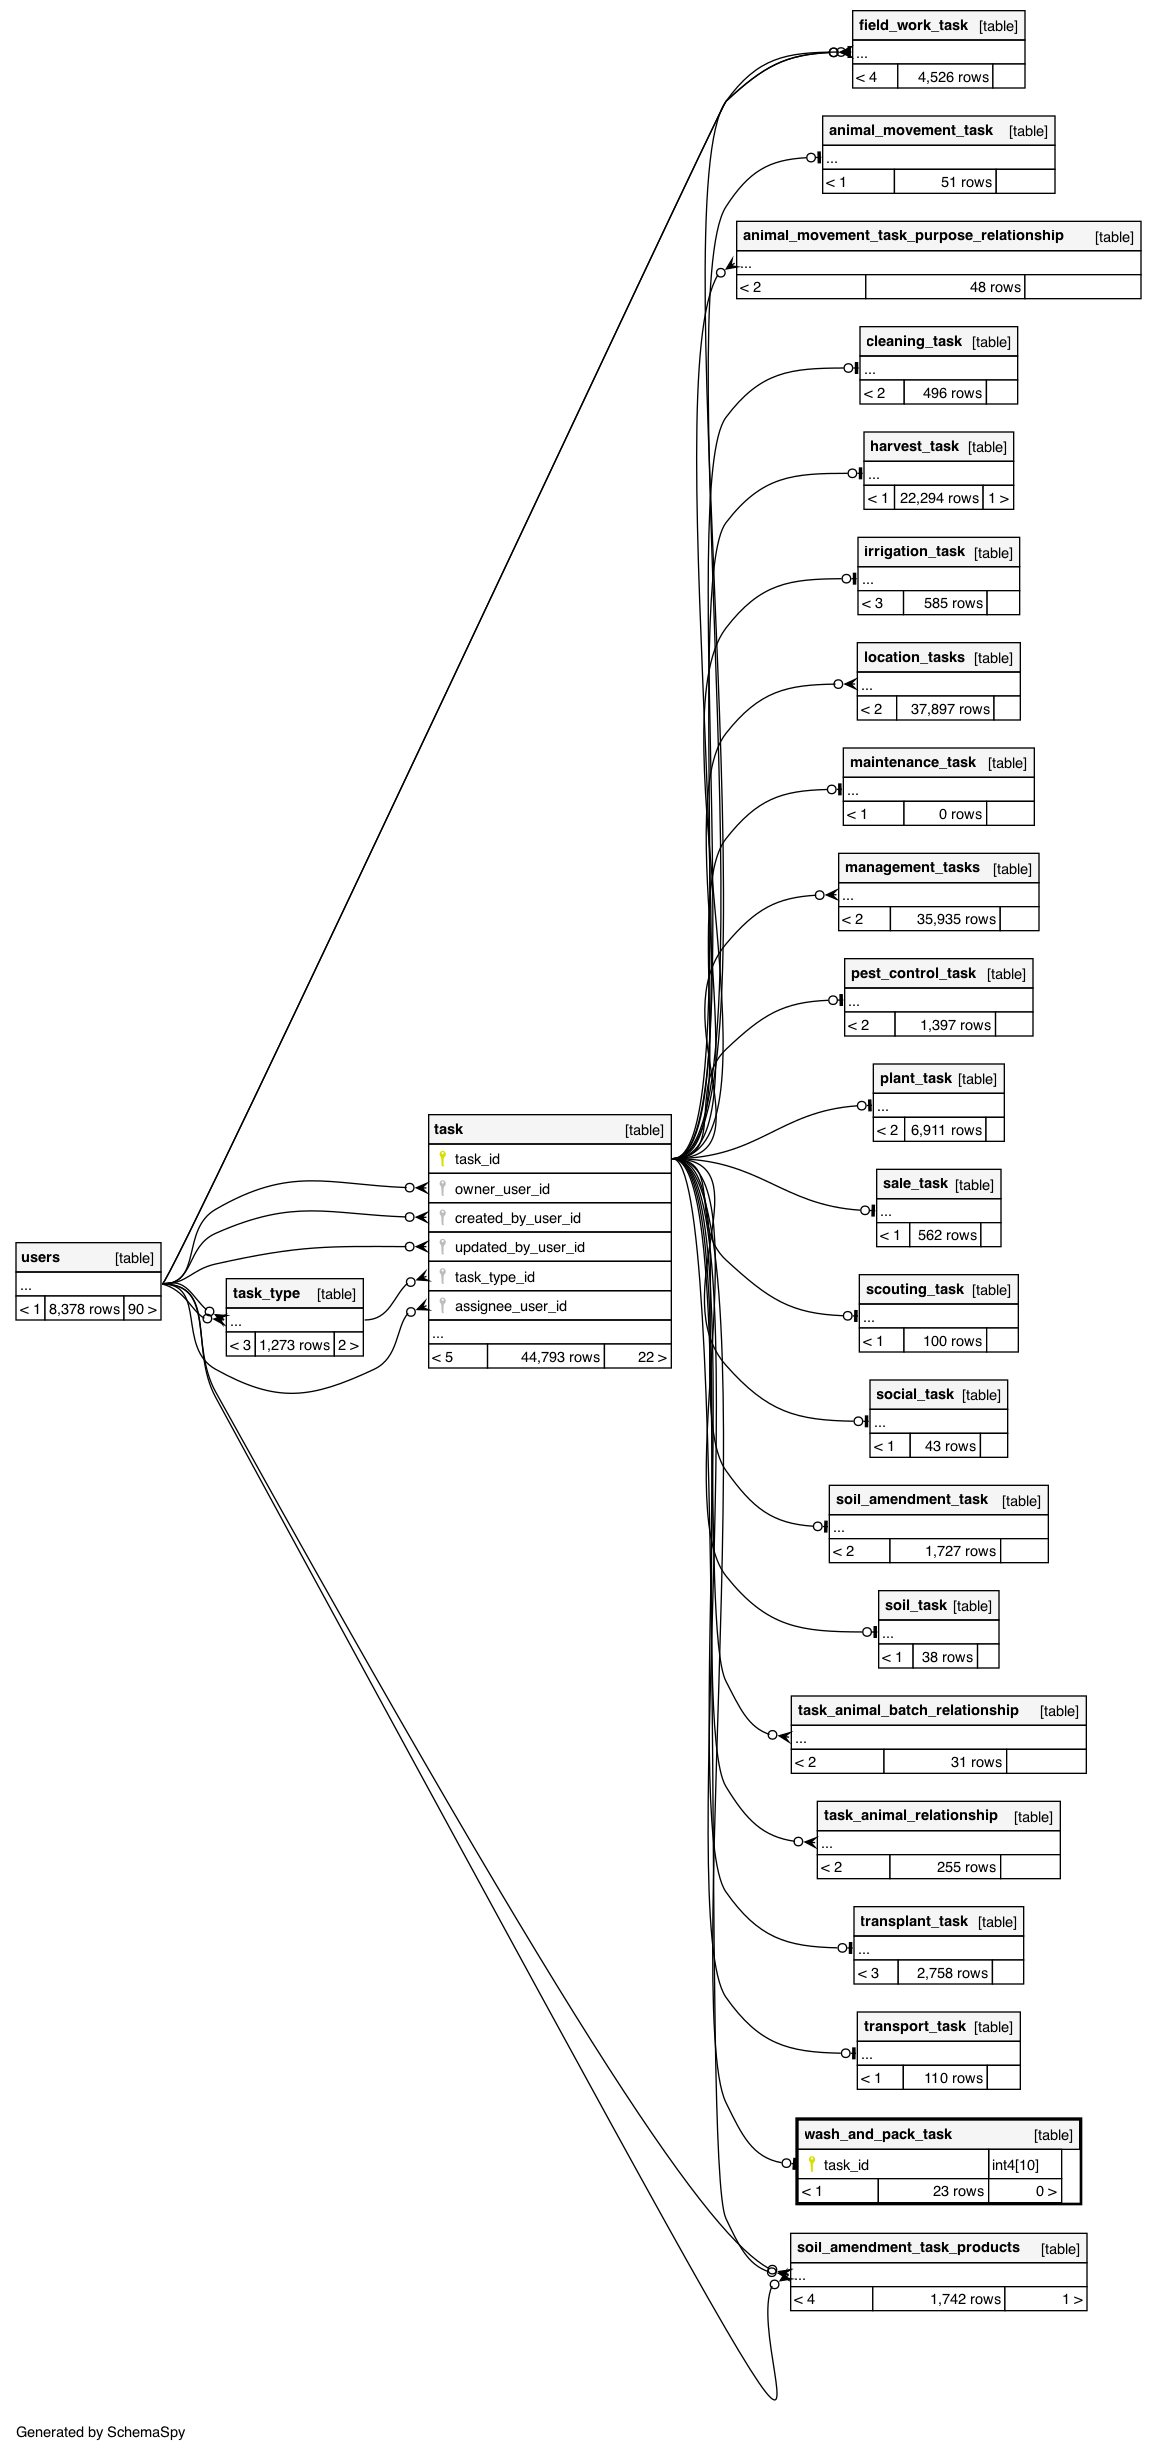 field_work_task [table]
...
< 4 4,526 rows
animal_movement_task [table]
...
< 1 51 rows
animal_movement_task_purpose_relationship [table]
...
< 2 48 rows
cleaning_task [table]
...
< 2 496 rows
harvest_task [table]
...
< 1 22,294 rows 1 >
irrigation_task [table]
...
< 3 585 rows
location_tasks [table]
...
< 2 37,897 rows
maintenance_task [table]
...
< 1 0 rows
management_tasks [table]
...
< 2 35,935 rows
pest_control_task [table]
...
< 2 1,397 rows
plant_task [table]
...
< 2 6,911 rows
task [table]
task_id
owner_user_id
created_by_user_id
updated_by_user_id
task_type_id
assignee_user_id
...
< 5 44,793 rows 22 >
users [table]
...
< 1 8,378 rows 90 >
task_type [table]
...
< 3 1,273 rows 2 >
sale_task [table]
...
< 1 562 rows
scouting_task [table]
...
< 1 100 rows
social_task [table]
...
< 1 43 rows
soil_amendment_task [table]
...
< 2 1,727 rows
soil_task [table]
...
< 1 38 rows
task_animal_batch_relationship [table]
...
< 2 31 rows
task_animal_relationship [table]
...
< 2 255 rows
transplant_task [table]
...
< 3 2,758 rows
transport_task [table]
...
< 1 110 rows
wash_and_pack_task [table]
task_id int4[10]
< 1 23 rows 0 >
soil_amendment_task_products [table]
...
< 4 1,742 rows 1 >
Generated by SchemaSpy